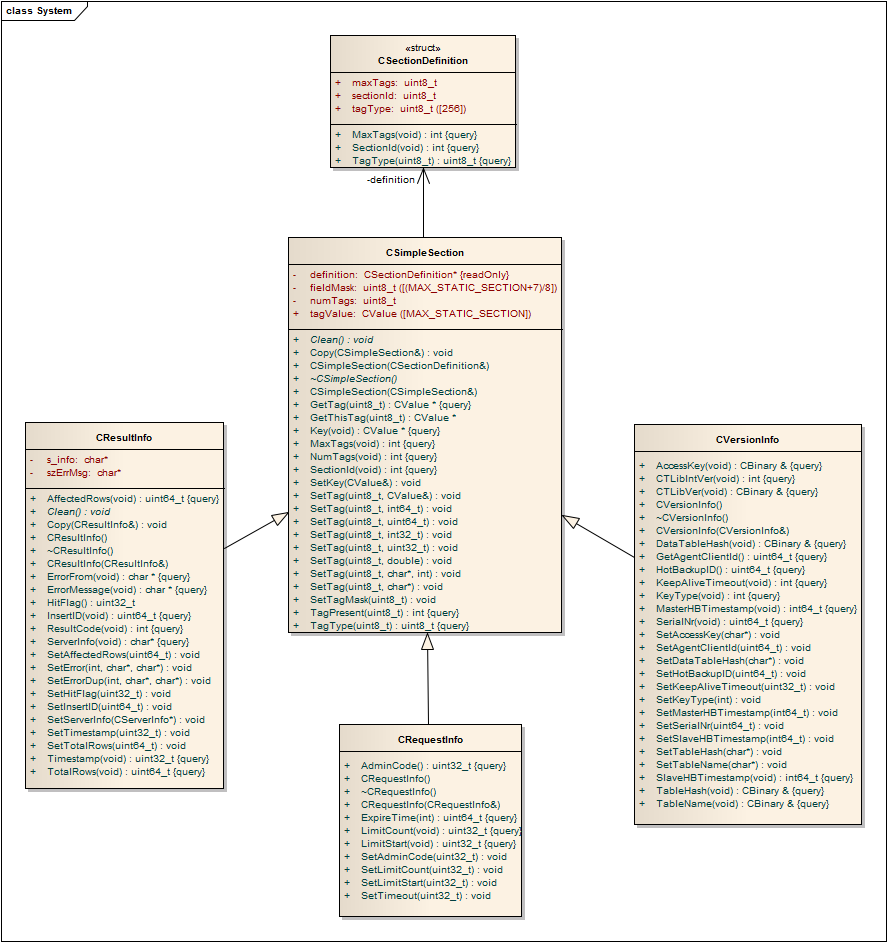 class System
«struct»
CSectionDefinition
+ maxTags: uint8_t
+ sectionId: uint8_t
+ tagType: uint8_t ([256])
+ MaxTags(void) : int {query}
+ SectionId(void) : int {query}
+ TagType(uint8_t) : uint8_t {query}
-definition
CSimpleSection
- definition: CSectionDefinition* {readOnly}
- fieldMask: uint8_t ([(MAX_STATIC_SECTION+7)/8])
- numTags: uint8_t
+ tagValue: CValue ([MAX_STATIC_SECTION])
+ Clean() : void
+ Copy(CSimpleSection&) : void
+ CSimpleSection(CSectionDefinition&)
+ ~CSimpleSection()
+ CSimpleSection(CSimpleSection&)
+ GetTag(uint8_t) : CValue * {query}
+ GetThisTag(uint8_t) : CValue *
+ Key(void) : CValue * {query}
+ MaxTags(void) : int {query}
+ NumTags(void) : int {query}
+ SectionId(void) : int {query}
+ SetKey(CValue&) : void
+ SetTag(uint8_t, CValue&) : void
+ SetTag(uint8_t, int64_t) : void
+ SetTag(uint8_t, uint64_t) : void
+ SetTag(uint8_t, int32_t) : void
+ SetTag(uint8_t, uint32_t) : void
+ SetTag(uint8_t, double) : void
+ SetTag(uint8_t, char*, int) : void
+ SetTag(uint8_t, char*) : void
+ SetTagMask(uint8_t) : void
+ TagPresent(uint8_t) : int {query}
+ TagType(uint8_t) : uint8_t {query}
CResultInfo
- s_info: char*
- szErrMsg: char*
+ AffectedRows(void) : uint64_t {query}
+ Clean() : void
+ Copy(CResultInfo&) : void
+ CResultInfo()
+ ~CResultInfo()
+ CResultInfo(CResultInfo&)
+ ErrorFrom(void) : char * {query}
+ ErrorMessage(void) : char * {query}
+ HitFlag() : uint32_t
+ InsertID(void) : uint64_t {query}
+ ResultCode(void) : int {query}
+ ServerInfo(void) : char* {query}
+ SetAffectedRows(uint64_t) : void
+ SetError(int, char*, char*) : void
+ SetErrorDup(int, char*, char*) : void
+ SetHitFlag(uint32_t) : void
+ SetInsertID(uint64_t) : void
+ SetServerInfo(CServerInfo*) : void
+ SetTimestamp(uint32_t) : void
+ SetTotalRows(uint64_t) : void
+ Timestamp(void) : uint32_t {query}
+ TotalRows(void) : uint64_t {query}
CVersionInfo
+ AccessKey(void) : CBinary & {query}
+ CTLibIntVer(void) : int {query}
+ CTLibVer(void) : CBinary & {query}
+ CVersionInfo()
+ ~CVersionInfo()
+ CVersionInfo(CVersionInfo&)
+ DataTableHash(void) : CBinary & {query}
+ GetAgentClientId() : uint64_t {query}
+ HotBackupID() : uint64_t {query}
+ KeepAliveTimeout(void) : int {query}
+ KeyType(void) : int {query}
+ MasterHBTimestamp(void) : int64_t {query}
+ SerialNr(void) : uint64_t {query}
+ SetAccessKey(char*) : void
+ SetAgentClientId(uint64_t) : void
+ SetDataTableHash(char*) : void
+ SetHotBackupID(uint64_t) : void
+ SetKeepAliveTimeout(uint32_t) : void
+ SetKeyType(int) : void
+ SetMasterHBTimestamp(int64_t) : void
+ SetSerialNr(uint64_t) : void
+ SetSlaveHBTimestamp(int64_t) : void
+ SetTableHash(char*) : void
+ SetTableName(char*) : void
+ SlaveHBTimestamp(void) : int64_t {query}
+ TableHash(void) : CBinary & {query}
+ TableName(void) : CBinary & {query}
CRequestInfo
+ AdminCode() : uint32_t {query}
+ CRequestInfo()
+ ~CRequestInfo()
+ CRequestInfo(CRequestInfo&)
+ ExpireTime(int) : uint64_t {query}
+ LimitCount(void) : uint32_t {query}
+ LimitStart(void) : uint32_t {query}
+ SetAdminCode(uint32_t) : void
+ SetLimitCount(uint32_t) : void
+ SetLimitStart(uint32_t) : void
+ SetTimeout(uint32_t) : void